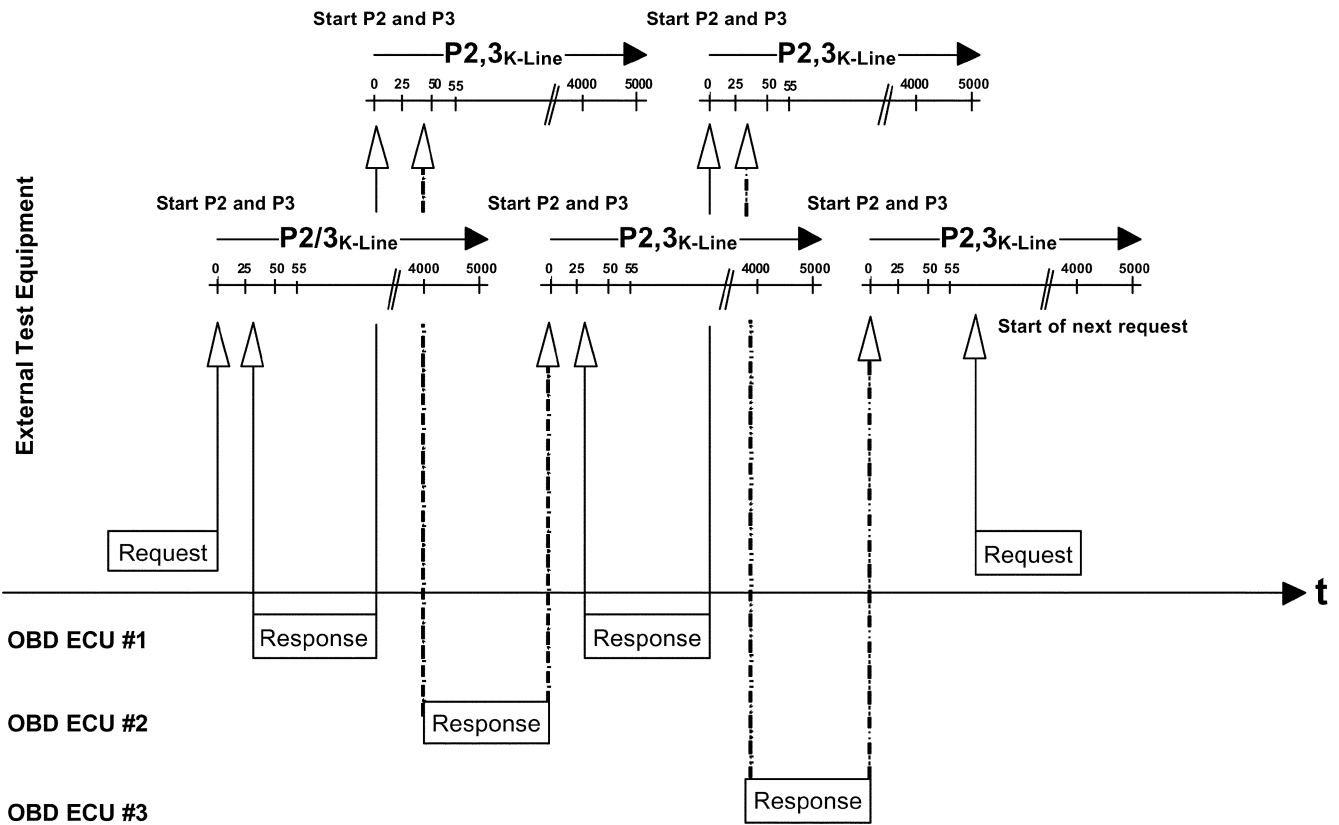 Start P2 and P3 Start P2 and P3
P2,3K-Line P2,3K-Line
0 25 50 55 4000 5000 0 25 50 55 4000 5000
External Test Equipment
Start P2 and P3 Start P2 and P3 Start P2 and P3
P2/3K-Line P2,3K-Line P2,3K-Line
0 25 50 55 4000 5000 0 25 50 55 4000 5000 0 25 50 55 4000 5000
Start of next request
Request Request
t
OBD ECU #1 Response Response
OBD ECU #2 Response
OBD ECU #3 Response